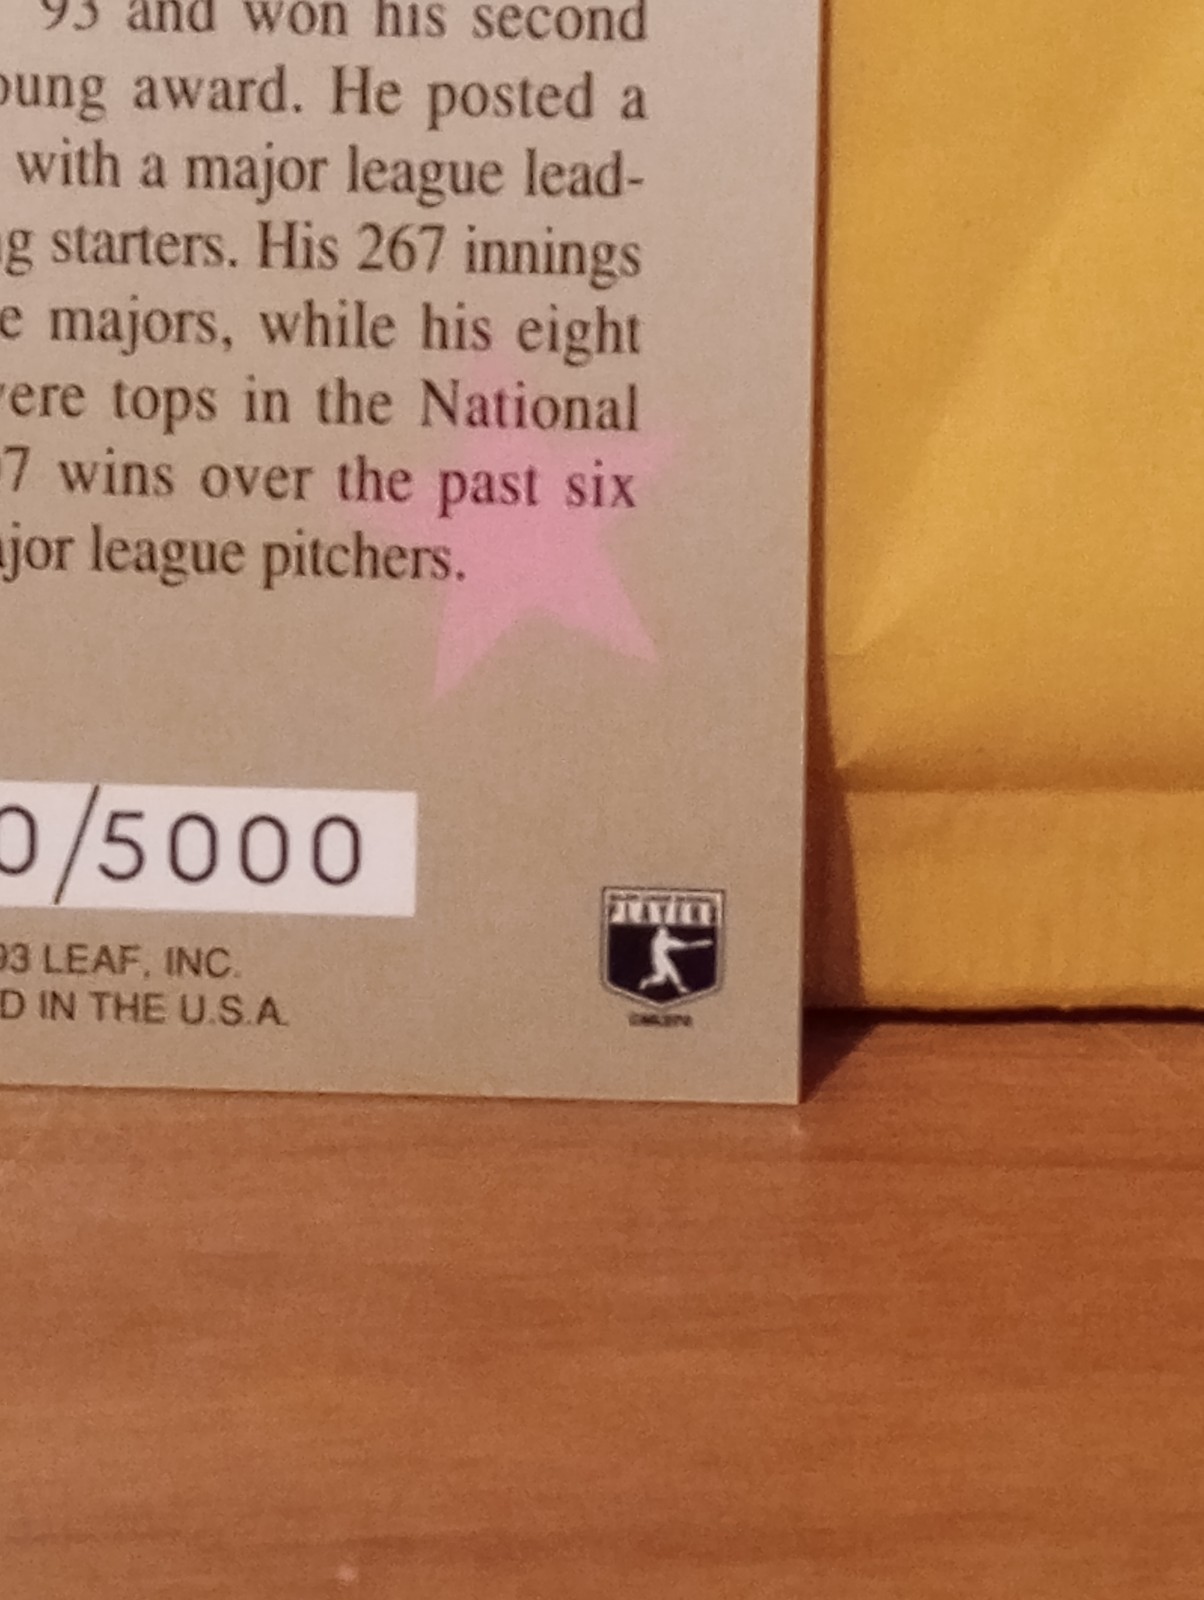 93 and won his second
oung award. He posted a
with a major league lead-
g starters. His 267 innings
e majors, while his eight
ere tops in the National
7 wins over the past six
jor league pitchers.
0/5000
93 LEAF, INC.
D IN THE U.S.A.
PLAYERS